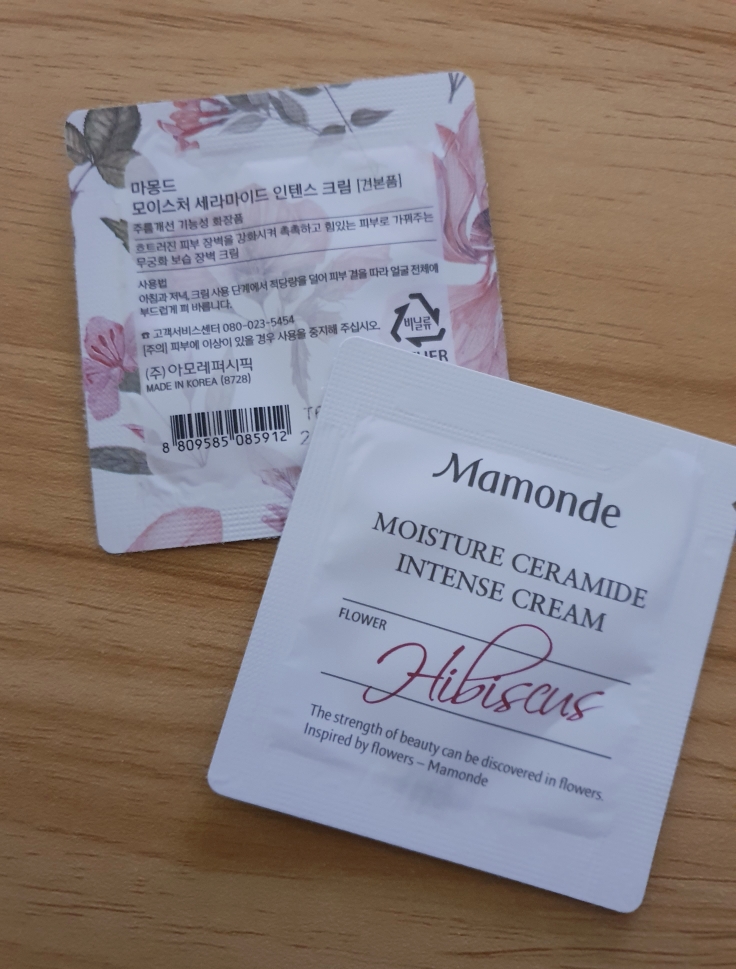 마몽드
모이스처 세라마이드 인텐스 크림 [견본품]
주름개선 기능성 화장품
흐트러진 피부 장벽을 강화시켜 촉촉하고 힘있는 피부로 가꿔주는
무궁화 보습 장벽 크림
사용법
아침과 저녁, 크림 사용 단계에서 적당량을 덜어 피부 결을 따라 얼굴 전체에
부드럽게 펴 바릅니다.
☎ 고객서비스센터 080-023-5454
[주의] 피부에 이상이 있을 경우 사용을 중지해 주십시오.
(주)아모레퍼시픽
MADE IN KOREA (8728)
비닐류
8 809585 085912
Mamonde
MOISTURE CERAMIDE
INTENSE CREAM
FLOWER
Hibiscus
The strength of beauty can be discovered in flowers.
Inspired by flowers – Mamonde